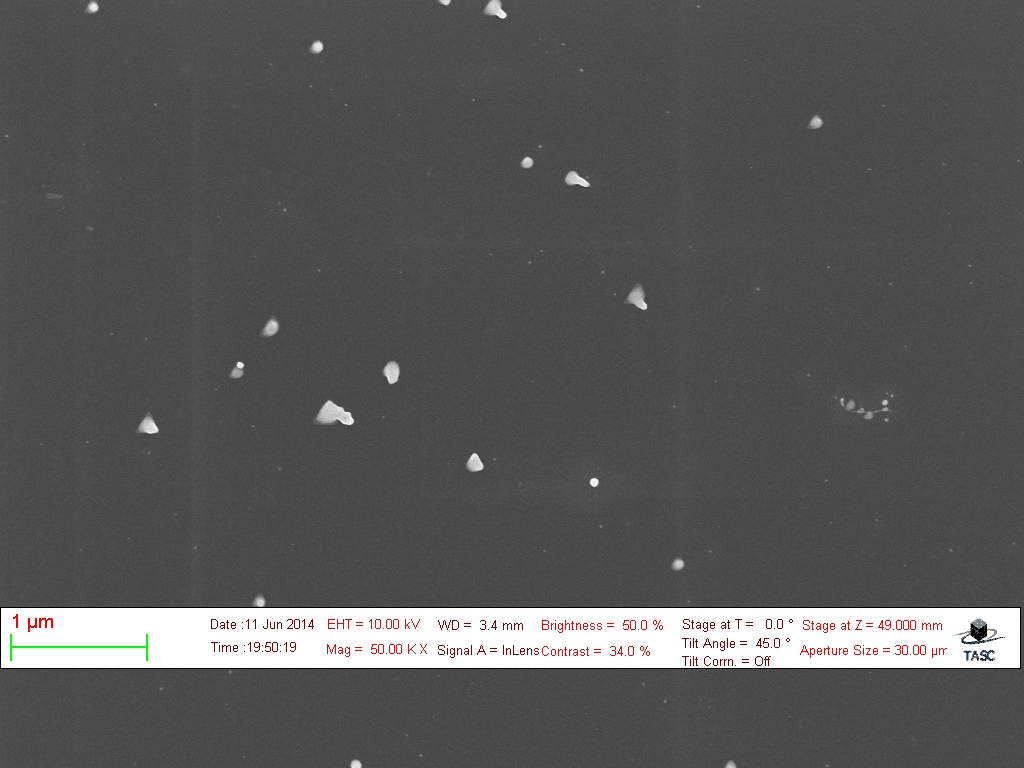 1 µm
Date :11 Jun 2014 EHT = 10.00 kV WD = 3.4 mm Brightness = 50.0 % Stage at T = 0.0 ° Stage at Z = 49.000 mm
Time :19:50:19 Mag = 50.00 K X Signal A = InLens Contrast = 34.0 % Tilt Angle = 45.0 ° Aperture Size = 30.00 µm
Tilt Corrn. = Off
TASC